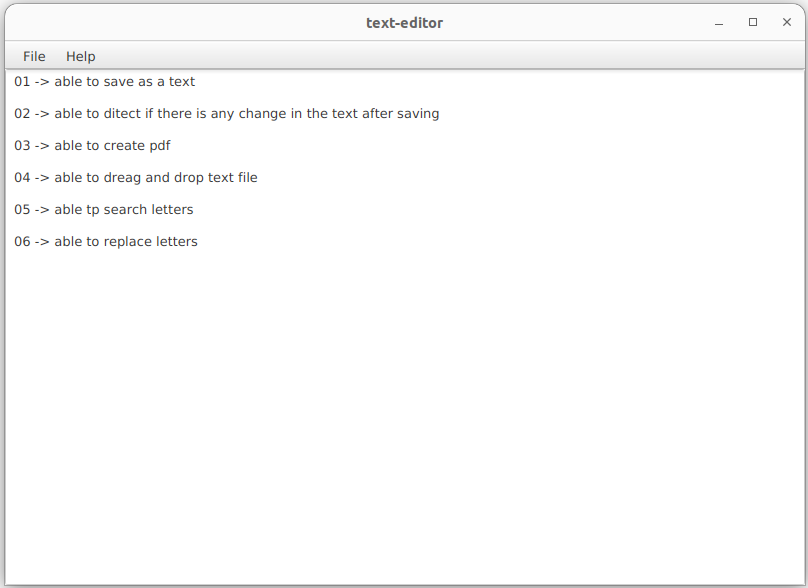 text-editor
File Help
01 -> able to save as a text
02 -> able to ditect if there is any change in the text after saving
03 -> able to create pdf
04 -> able to dreag and drop text file
05 -> able tp search letters
06 -> able to replace letters